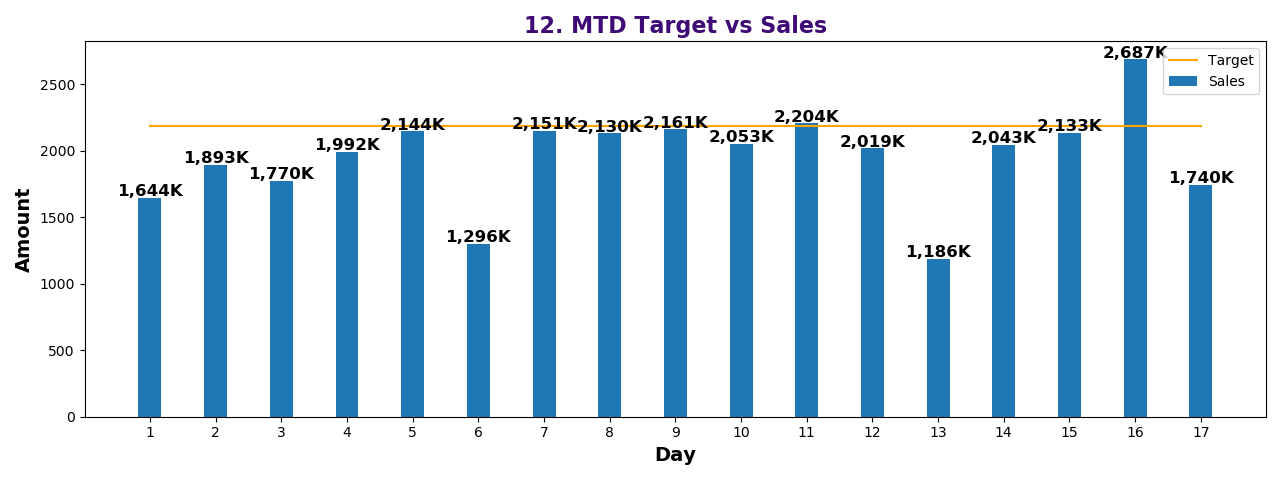 12. MTD Target vs Sales
Target
Sales
Amount
2500
2000
1500
1000
500
0
1,644K
1,893K
1,770K
1,992K
2,144K
1,296K
2,151K
2,130K
2,161K
2,053K
2,204K
2,019K
1,186K
2,043K
2,133K
2,687K
1,740K
1 2 3 4 5 6 7 8 9 10 11 12 13 14 15 16 17
Day